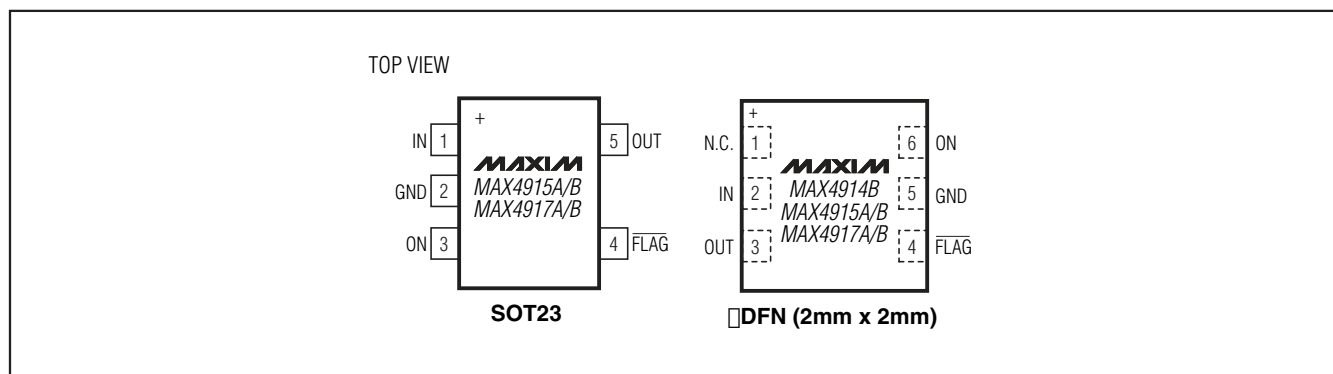 TOP VIEW
+
IN 1
5 OUT
MAXIM
GND 2
MAX4915A/B
MAX4917A/B
ON 3
4 FLAG
SOT23
+
N.C. 1
6 ON
MAXIM
IN 2
MAX4914B
5 GND
MAX4915A/B
MAX4917A/B
OUT 3
4 FLAG
□DFN (2mm x 2mm)